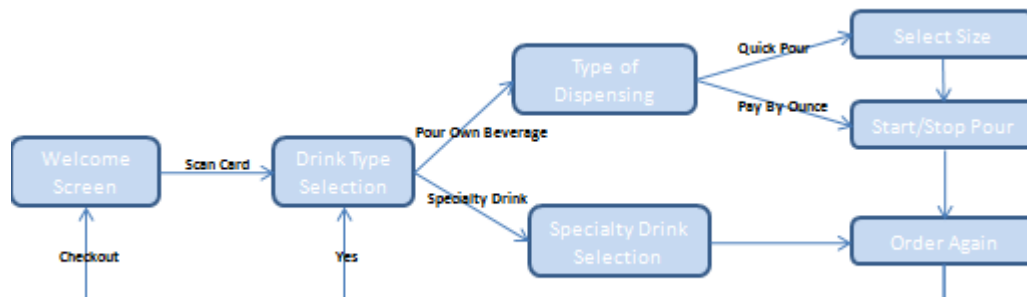 Select Size
Quick Pour
Type of
Dispensing
Pay By Ounce
Start/Stop Pour
Pour Own Beverage
Welcome
Screen
Scan Card
Drink Type
Selection
Specialty Drink
Specialty Drink
Selection
Order Again
Checkout
Yes